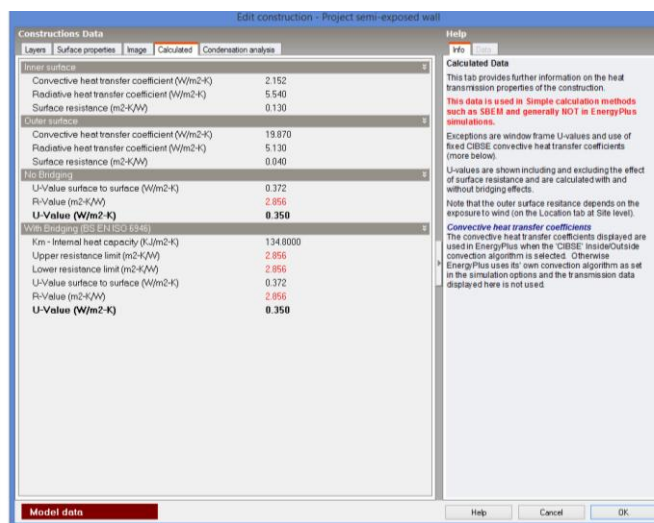 Edit construction - Project semi-exposed wall
Constructions Data
Layers Surface properties Image Calculated Condensation analysis
Inner surface
Convective heat transfer coefficient (W/m2-K) 2.152
Radiative heat transfer coefficient (W/m2-K) 5.540
Surface resistance (m2-K/W) 0.130
Outer surface
Convective heat transfer coefficient (W/m2-K) 19.870
Radiative heat transfer coefficient (W/m2-K) 5.130
Surface resistance (m2-K/W) 0.040
No Bridging
U-Value surface to surface (W/m2-K) 0.372
R-Value (m2-K/W) 2.856
U-Value (W/m2-K) 0.350
With Bridging (BS EN ISO 6946)
Km - Internal heat capacity (KJ/m2-K) 134.8000
Upper resistance limit (m2-K/W) 2.856
Lower resistance limit (m2-K/W) 2.856
U-Value surface to surface (W/m2-K) 0.372
R-Value (m2-K/W) 2.856
U-Value (W/m2-K) 0.350
Model data
Help
Info Data
Calculated Data
This tab provides further information on the heat
transmission properties of the construction.
This data is used in Simple calculation methods
such as SBEM and generally NOT in EnergyPlus
simulations.
Exceptions are window frame U-values and use of
fixed CIBSE convective heat transfer coefficients
(more below).
U-values are shown including and excluding the effect
of surface resistance and are calculated with and
without bridging effects.
Note that the outer surface resitance depends on the
exposure to wind (on the Location tab at Site level).
Convective heat transfer coefficients
The convective heat transfer coefficients displayed are
used in EnergyPlus when the 'CIBSE' Inside/Outside
convection algorithm is selected. Otherwise
EnergyPlus uses its' own convection algorithm as set
in the simulation options and the transmission data
displayed here is not used.
Help Cancel OK